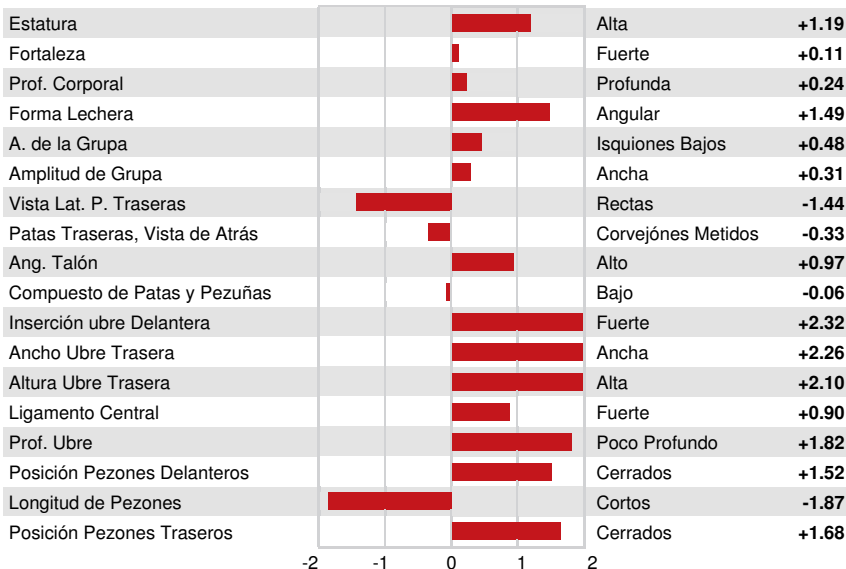 Estatura Alta +1.19
Fortaleza Fuerte +0.11
Prof. Corporal Profunda +0.24
Forma Lechera Angular +1.49
A. de la Grupa Isquiones Bajos +0.48
Amplitud de Grupa Ancha +0.31
Vista Lat. P. Traseras Rectas -1.44
Patas Traseras, Vista de Atrás Corvejónes Metidos -0.33
Ang. Talón Alto +0.97
Compuesto de Patas y Pezuñas Bajo -0.06
Inserción ubre Delantera Fuerte +2.32
Ancho Ubre Trasera Ancha +2.26
Altura Ubre Trasera Alta +2.10
Ligamento Central Fuerte +0.90
Prof. Ubre Poco Profundo +1.82
Posición Pezones Delanteros Cerrados +1.52
Longitud de Pezones Cortos -1.87
Posición Pezones Traseros Cerrados +1.68
-2 -1 0 1 2